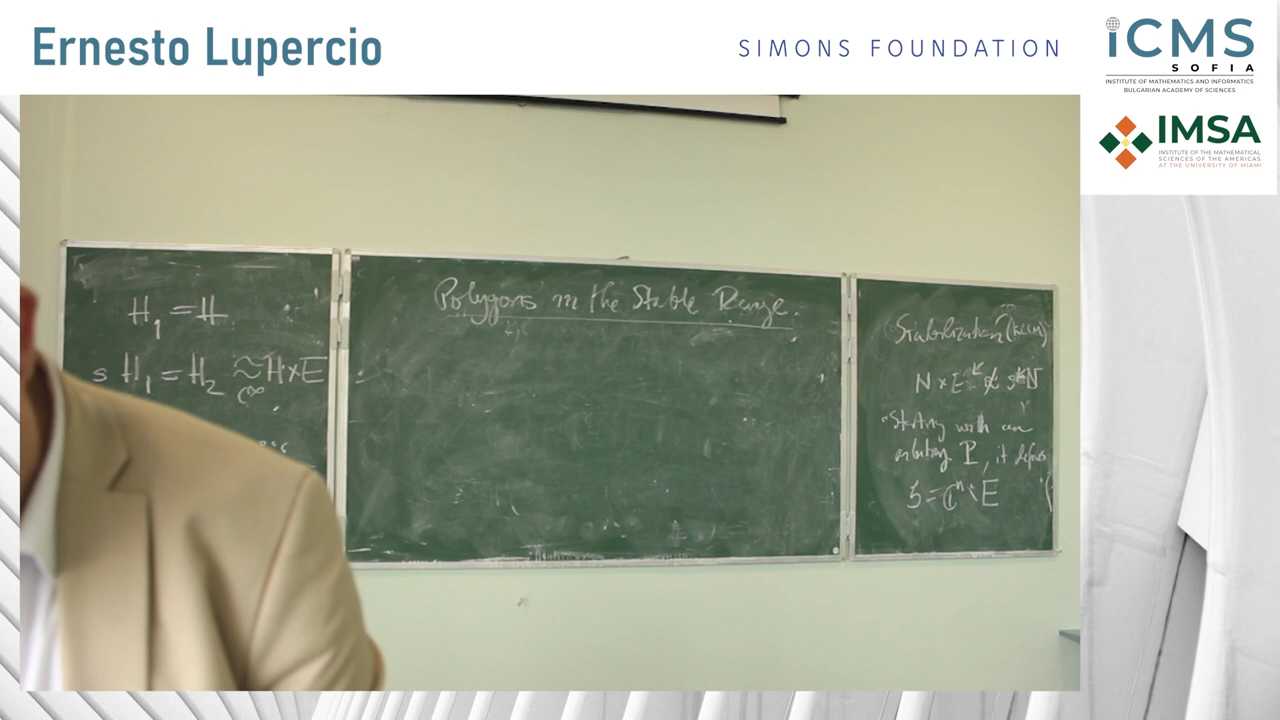 Ernesto Lupercio
SIMONS FOUNDATION
iCMS
SOFIA
INSTITUTE OF MATHEMATICS AND INFORMATICS
BULGARIAN ACADEMY OF SCIENCES
IMSA
INSTITUTE OF THE MATHEMATICAL
SCIENCES OF THE AMERICAS
AT THE UNIVERSITY OF MIAMI
H₁ = H
s H₁ = H₂ ≈ H×E
C∞
Polygons in the Stable Range.
Stabilization
N × E
"Starting with an
arbitrary P, it defines